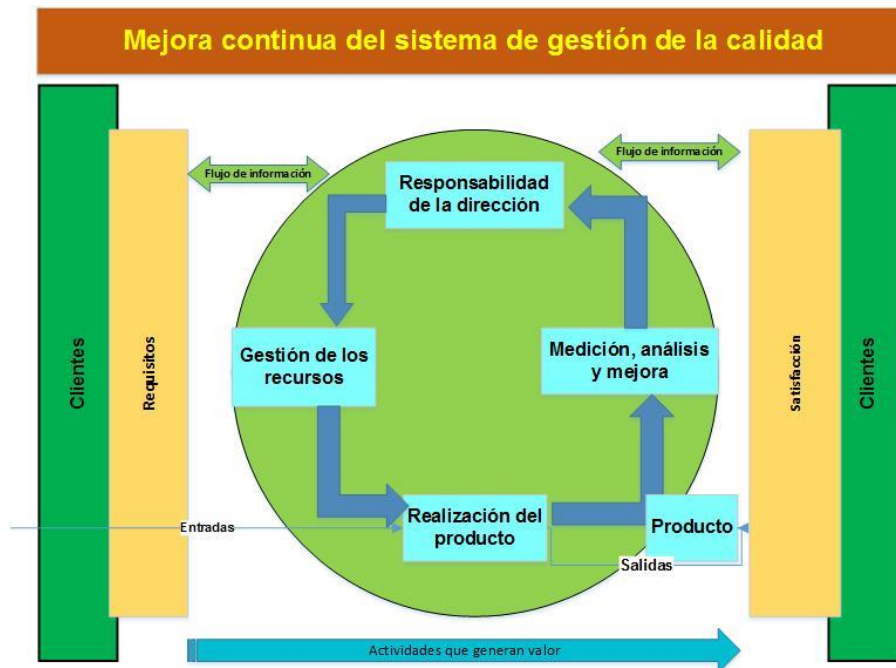 Mejora continua del sistema de gestión de la calidad
Clientes
Requisitos
Flujo de información
Flujo de información
Responsabilidad
de la dirección
Gestión de los
recursos
Medición, análisis
y mejora
Realización del
producto
Producto
Entradas
Salidas
Satisfacción
Clientes
Actividades que generan valor